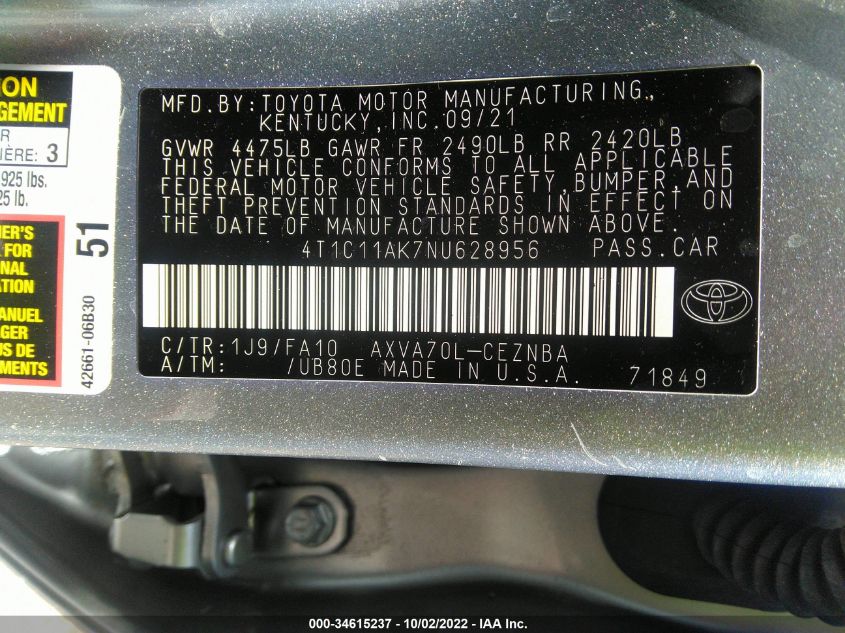 ION
GEMENT
R
IÈRE: 3
925 lbs.
25 lb.
ER'S
FOR
NAL
ATION
ANUEL
AGER
US DE
EMENTS
51
42661-06B30
MFD.BY:TOYOTA MOTOR MANUFACTURING.,
KENTUCKY,INC.09/21
GVWR 4475LB GAWR FR 2490LB RR 2420LB
THIS VEHICLE CONFORMS TO ALL APPLICABLE
FEDERAL MOTOR VEHICLE SAFETY,BUMPER,AND
THEFT PREVENTION STANDARDS IN EFFECT ON
THE DATE OF MANUFACTURE SHOWN ABOVE.
4T1C11AK7NU628956 PASS.CAR
C/TR:1J9/FA10 AXVA70L-CEZNBA
A/TM: /UB80E MADE IN U.S.A. 71849
000-34615237 - 10/02/2022 - IAA Inc.